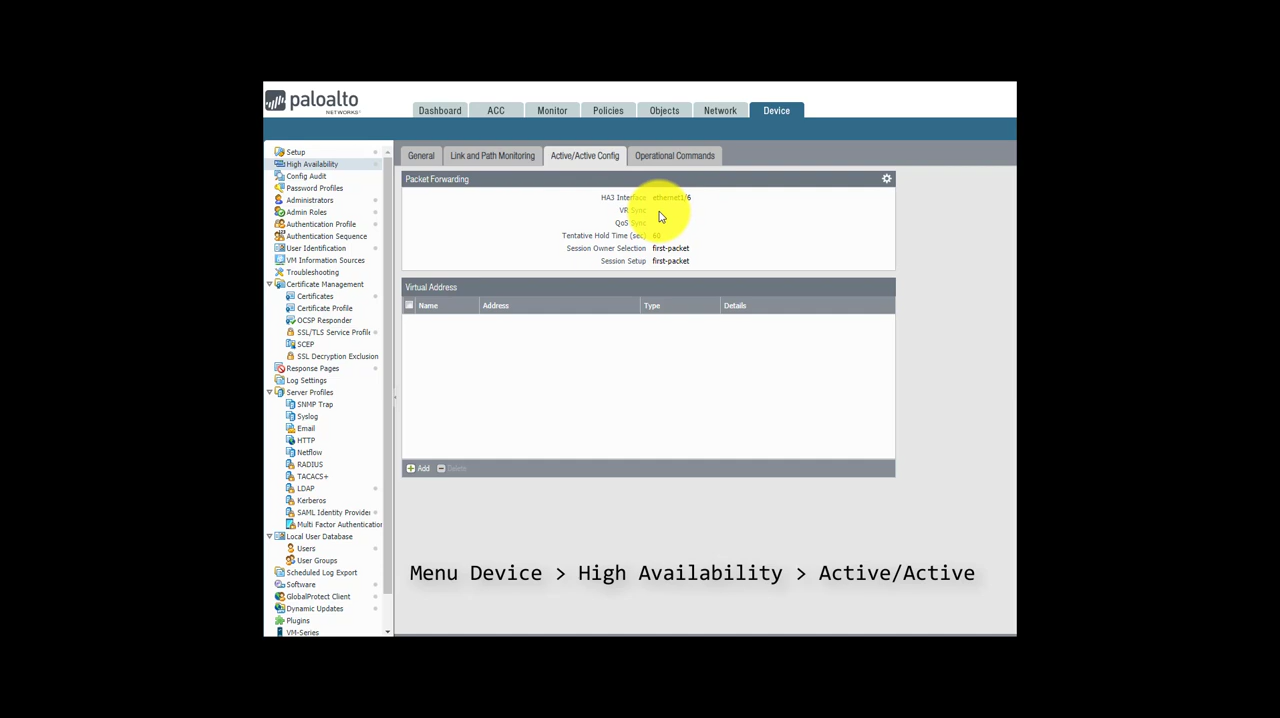 paloalto
NETWORKS
Dashboard
ACC
Monitor
Policies
Objects
Network
Device
Setup
High Availability
Config Audit
Password Profiles
Administrators
Admin Roles
Authentication Profile
Authentication Sequence
User Identification
VM Information Sources
Troubleshooting
Certificate Management
Certificates
Certificate Profile
OCSP Responder
SSL/TLS Service Profile
SCEP
SSL Decryption Exclusion
Response Pages
Log Settings
Server Profiles
SNMP Trap
Syslog
Email
HTTP
Netflow
RADIUS
TACACS+
LDAP
Kerberos
SAML Identity Provider
Multi Factor Authentication
Local User Database
Users
User Groups
Scheduled Log Export
Software
GlobalProtect Client
Dynamic Updates
Plugins
VM-Series
General
Link and Path Monitoring
Active/Active Config
Operational Commands
Packet Forwarding
HA3 Interface ethernet1/6
VR Sync
QoS Sync
Tentative Hold Time (sec) 60
Session Owner Selection first-packet
Session Setup first-packet
Virtual Address
Name Address Type Details
Add Delete
Menu Device > High Availability > Active/Active